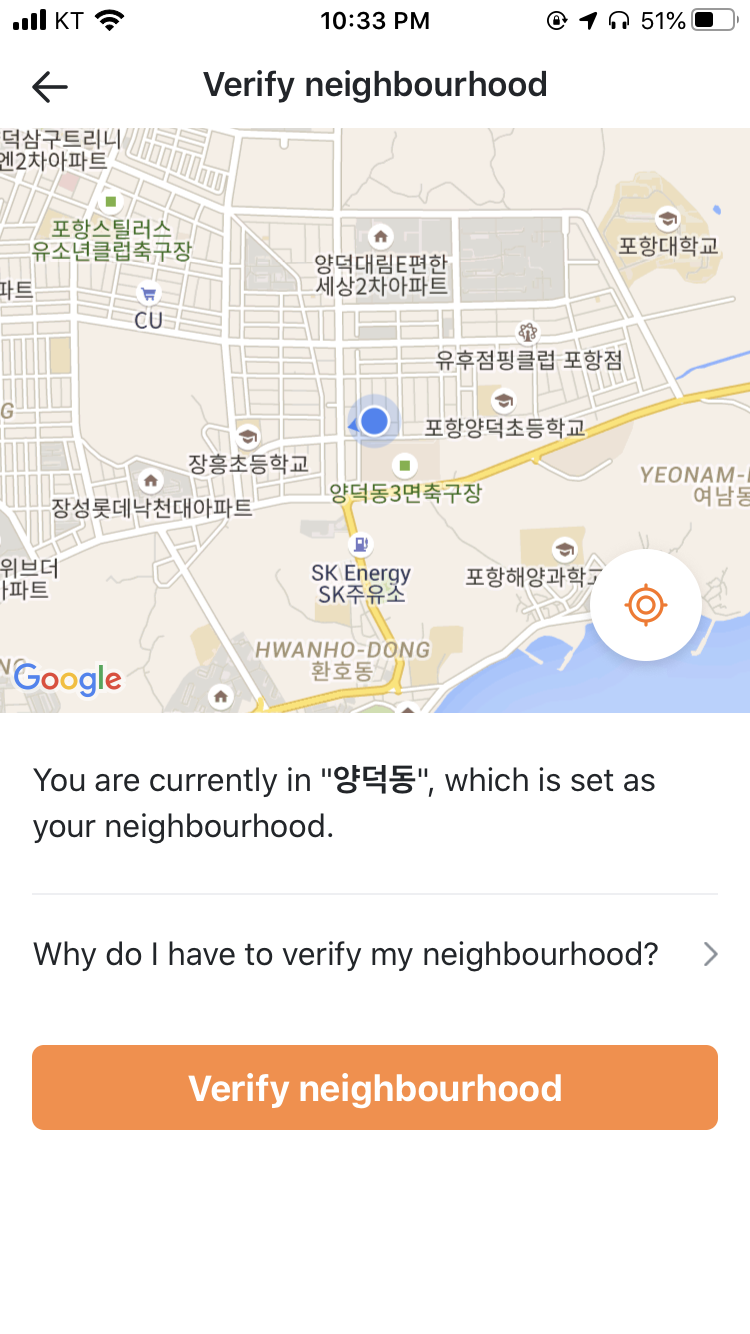 KT 10:33 PM 51%
Verify neighbourhood
덕삼구트리니
엔2차아파트
포항스틸러스
유소년클럽축구장
포항대학교
양덕대림E편한
세상2차아파트
파트
CU
유후점핑클럽 포항점
G
포항양덕초등학교
장흥초등학교
YEONAM-
여남동
양덕동3면축구장
장성롯데낙천대아파트
위브더
아파트
SK Energy
SK주유소
포항해양과학고
HWANHO-DONG
환호동
NG
Google
You are currently in "양덕동", which is set as
your neighbourhood.
Why do I have to verify my neighbourhood?
Verify neighbourhood